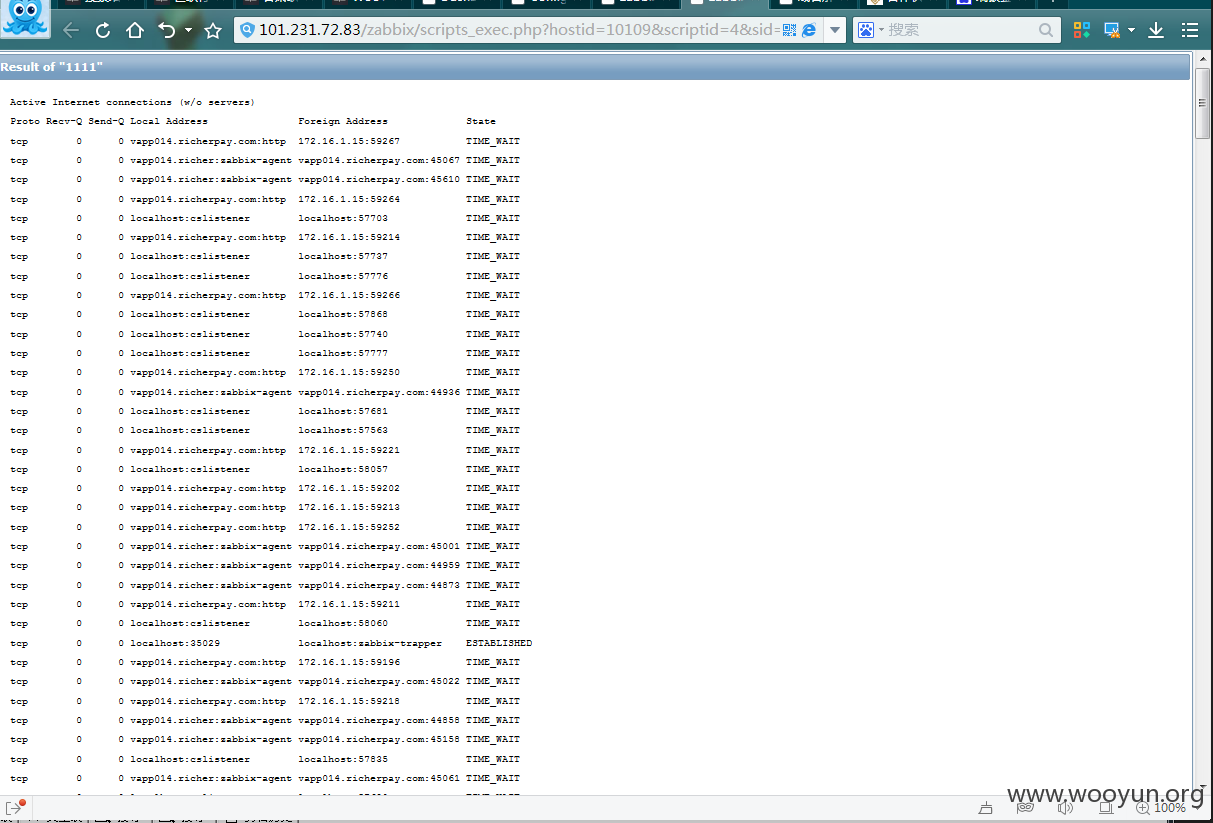 101.231.72.83/zabbix/scripts_exec.php?hostid=10109&scriptid=4&sid=
搜索
Result of "1111"
Active Internet connections (w/o servers)
Proto Recv-Q Send-Q Local Address Foreign Address State
tcp 0 0 vapp014.richerpay.com:http 172.16.1.15:59267 TIME_WAIT
tcp 0 0 vapp014.richer:zabbix-agent vapp014.richerpay.com:45067 TIME_WAIT
tcp 0 0 vapp014.richer:zabbix-agent vapp014.richerpay.com:45610 TIME_WAIT
tcp 0 0 vapp014.richerpay.com:http 172.16.1.15:59264 TIME_WAIT
tcp 0 0 localhost:cslistener localhost:57703 TIME_WAIT
tcp 0 0 vapp014.richerpay.com:http 172.16.1.15:59214 TIME_WAIT
tcp 0 0 localhost:cslistener localhost:57737 TIME_WAIT
tcp 0 0 localhost:cslistener localhost:57776 TIME_WAIT
tcp 0 0 vapp014.richerpay.com:http 172.16.1.15:59266 TIME_WAIT
tcp 0 0 localhost:cslistener localhost:57868 TIME_WAIT
tcp 0 0 localhost:cslistener localhost:57740 TIME_WAIT
tcp 0 0 localhost:cslistener localhost:57777 TIME_WAIT
tcp 0 0 vapp014.richerpay.com:http 172.16.1.15:59250 TIME_WAIT
tcp 0 0 vapp014.richer:zabbix-agent vapp014.richerpay.com:44936 TIME_WAIT
tcp 0 0 localhost:cslistener localhost:57681 TIME_WAIT
tcp 0 0 localhost:cslistener localhost:57563 TIME_WAIT
tcp 0 0 vapp014.richerpay.com:http 172.16.1.15:59221 TIME_WAIT
tcp 0 0 localhost:cslistener localhost:58057 TIME_WAIT
tcp 0 0 vapp014.richerpay.com:http 172.16.1.15:59202 TIME_WAIT
tcp 0 0 vapp014.richerpay.com:http 172.16.1.15:59213 TIME_WAIT
tcp 0 0 vapp014.richerpay.com:http 172.16.1.15:59252 TIME_WAIT
tcp 0 0 vapp014.richer:zabbix-agent vapp014.richerpay.com:45001 TIME_WAIT
tcp 0 0 vapp014.richer:zabbix-agent vapp014.richerpay.com:44959 TIME_WAIT
tcp 0 0 vapp014.richer:zabbix-agent vapp014.richerpay.com:44873 TIME_WAIT
tcp 0 0 vapp014.richerpay.com:http 172.16.1.15:59211 TIME_WAIT
tcp 0 0 localhost:cslistener localhost:58060 TIME_WAIT
tcp 0 0 localhost:35029 localhost:zabbix-trapper ESTABLISHED
tcp 0 0 vapp014.richerpay.com:http 172.16.1.15:59196 TIME_WAIT
tcp 0 0 vapp014.richer:zabbix-agent vapp014.richerpay.com:45022 TIME_WAIT
tcp 0 0 vapp014.richerpay.com:http 172.16.1.15:59218 TIME_WAIT
tcp 0 0 vapp014.richer:zabbix-agent vapp014.richerpay.com:44858 TIME_WAIT
tcp 0 0 vapp014.richer:zabbix-agent vapp014.richerpay.com:45158 TIME_WAIT
tcp 0 0 localhost:cslistener localhost:57835 TIME_WAIT
tcp 0 0 vapp014.richer:zabbix-agent vapp014.richerpay.com:45061 TIME_WAIT
www.wooyun.org
100%